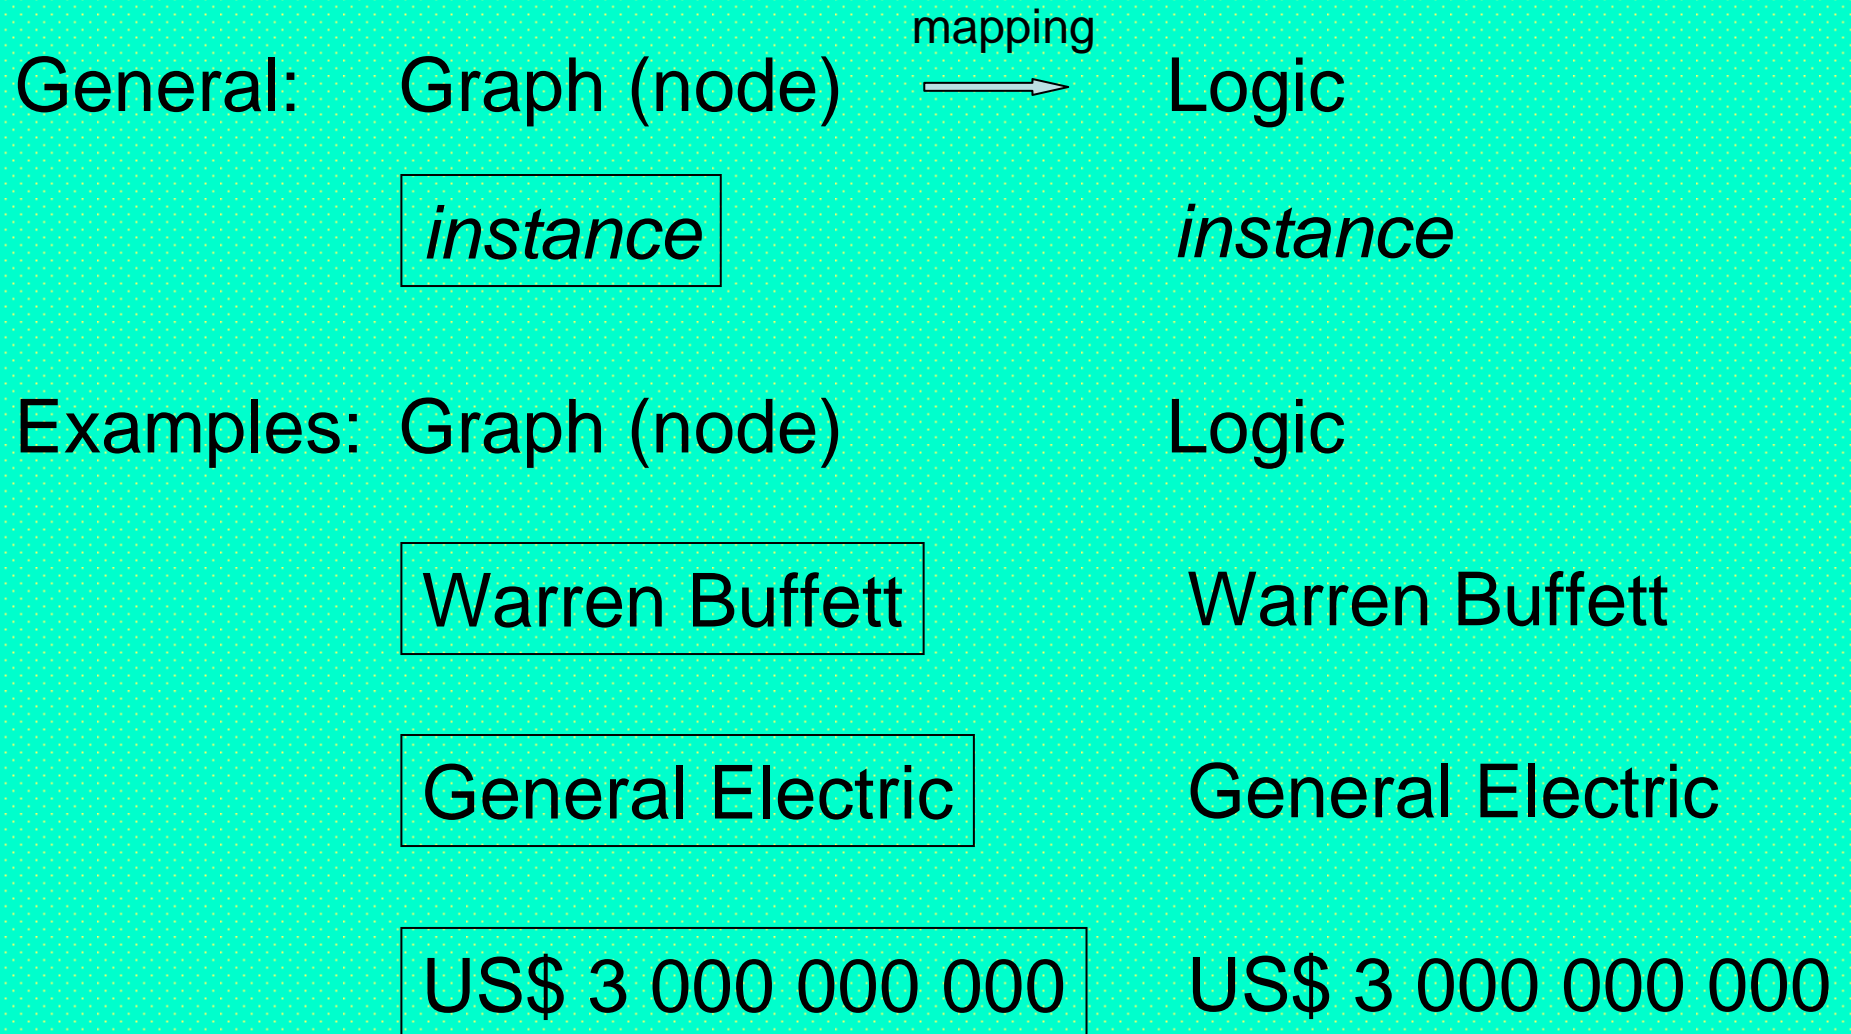 mapping
General: Graph (node) Logic
instance instance
Examples: Graph (node) Logic
Warren Buffett Warren Buffett
General Electric General Electric
US$ 3 000 000 000 US$ 3 000 000 000